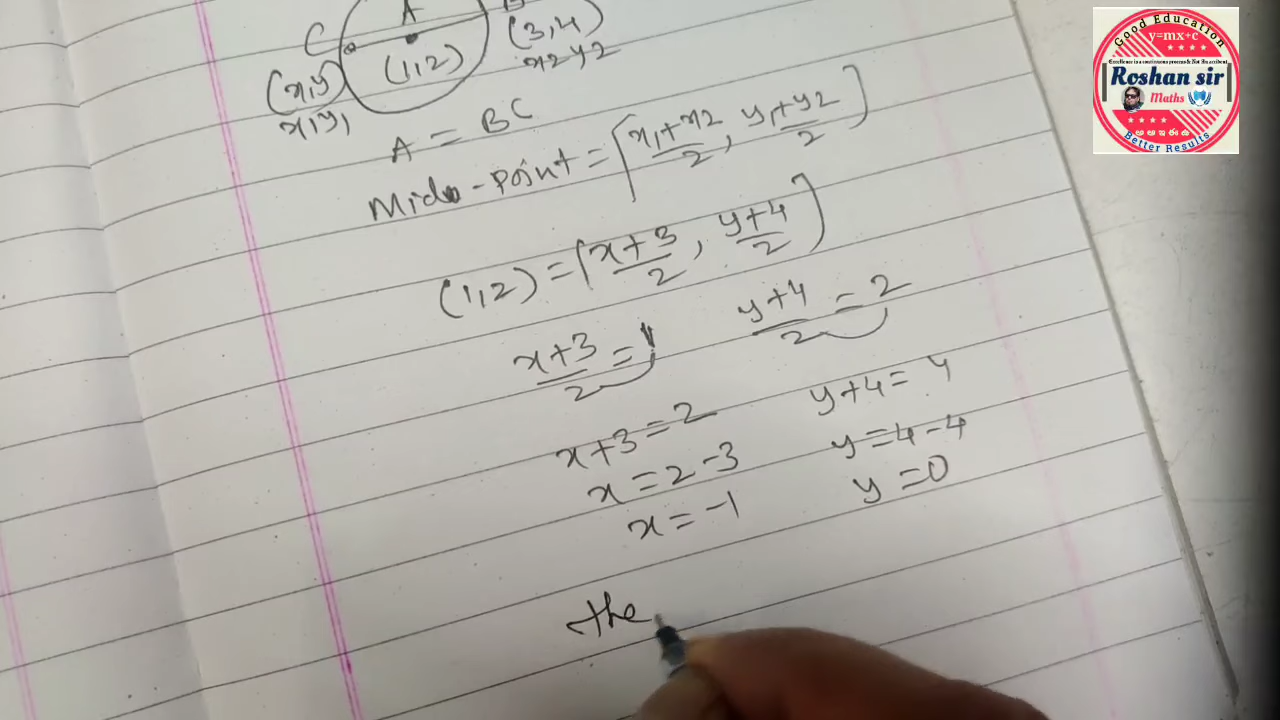 C A B
(x,y) (1,2) (3,4)
x1y1 x2y2
A = BC
Mid - Point = [x1+x2/2, y1+y2/2]
(1,2) = [x+3/2, y+4/2]
x+3/2 = 1 y+4/2 = 2
x+3=2 y+4=4
x=2-3 y=4-4
x=-1 y=0
the
Good Education
y=mx+c
Roshan sir
Maths
Better Results